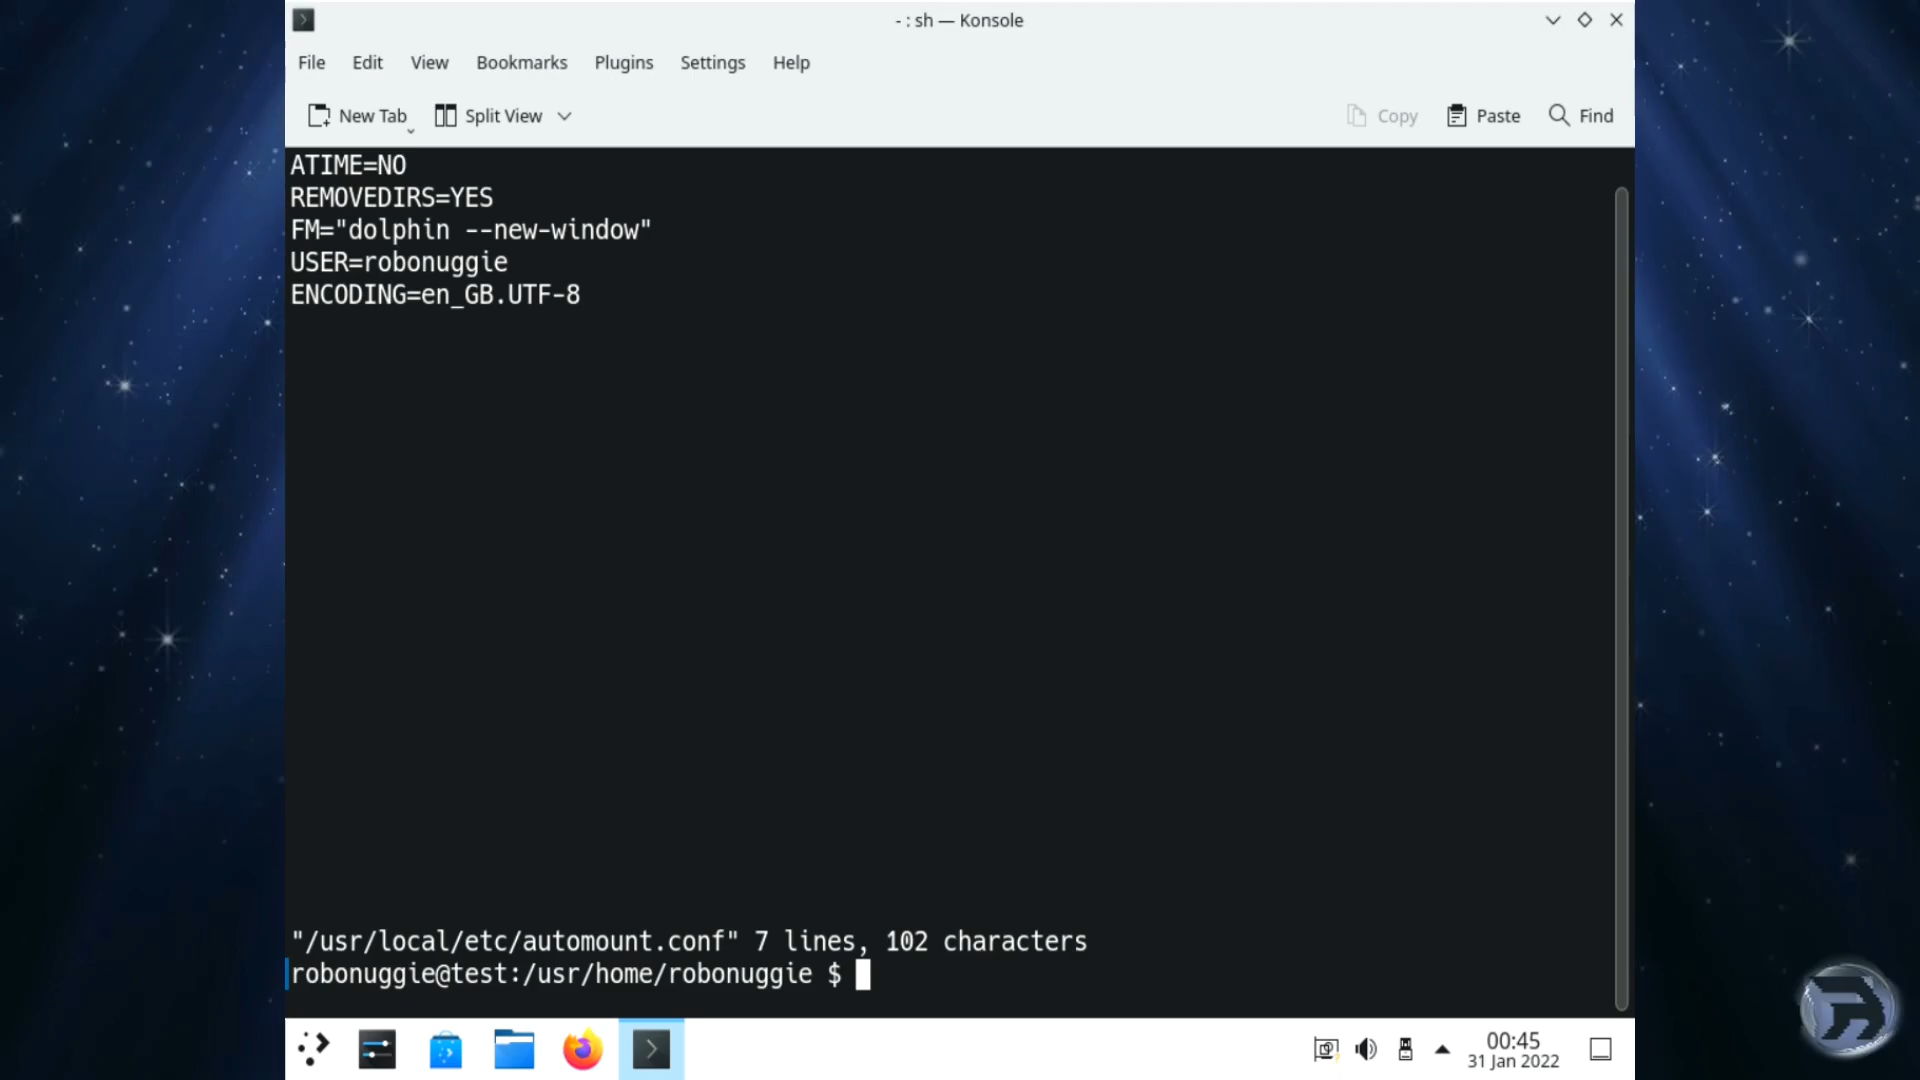 - : sh — Konsole
File Edit View Bookmarks Plugins Settings Help
New Tab Split View Copy Paste Find
ATIME=NO
REMOVEDIRS=YES
FM="dolphin --new-window"
USER=robonuggie
ENCODING=en_GB.UTF-8
"/usr/local/etc/automount.conf" 7 lines, 102 characters
robonuggie@test:/usr/home/robonuggie $
00:45
31 Jan 2022